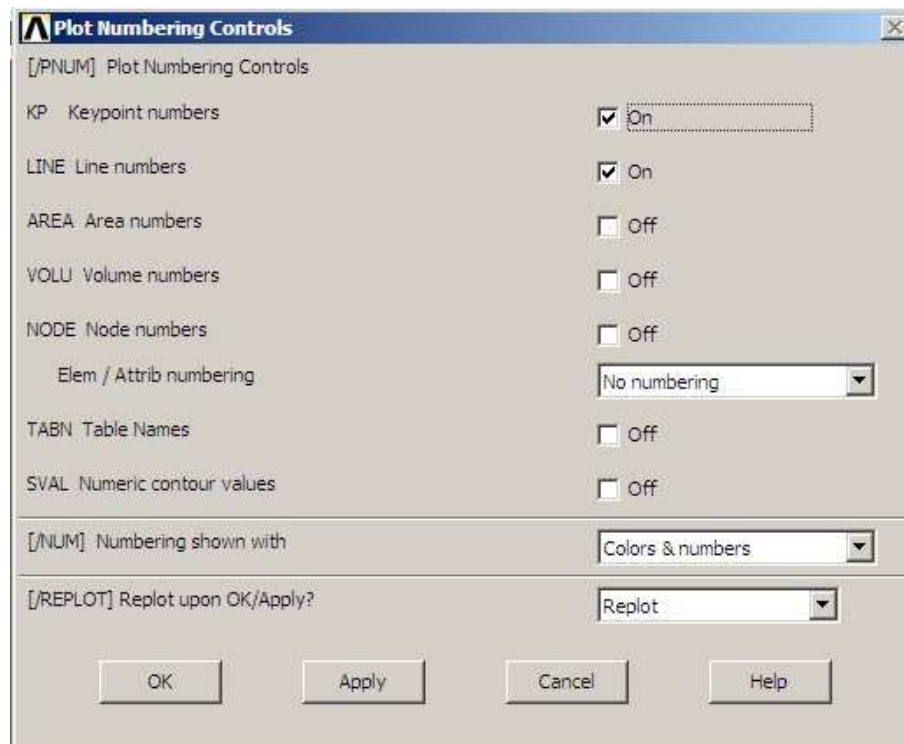 Plot Numbering Controls
[/PNUM] Plot Numbering Controls
KP Keypoint numbers On
LINE Line numbers On
AREA Area numbers Off
VOLU Volume numbers Off
NODE Node numbers Off
Elem / Attrib numbering No numbering
TABN Table Names Off
SVAL Numeric contour values Off
[/NUM] Numbering shown with Colors & numbers
[/REPLOT] Replot upon OK/Apply? Replot
OK Apply Cancel Help